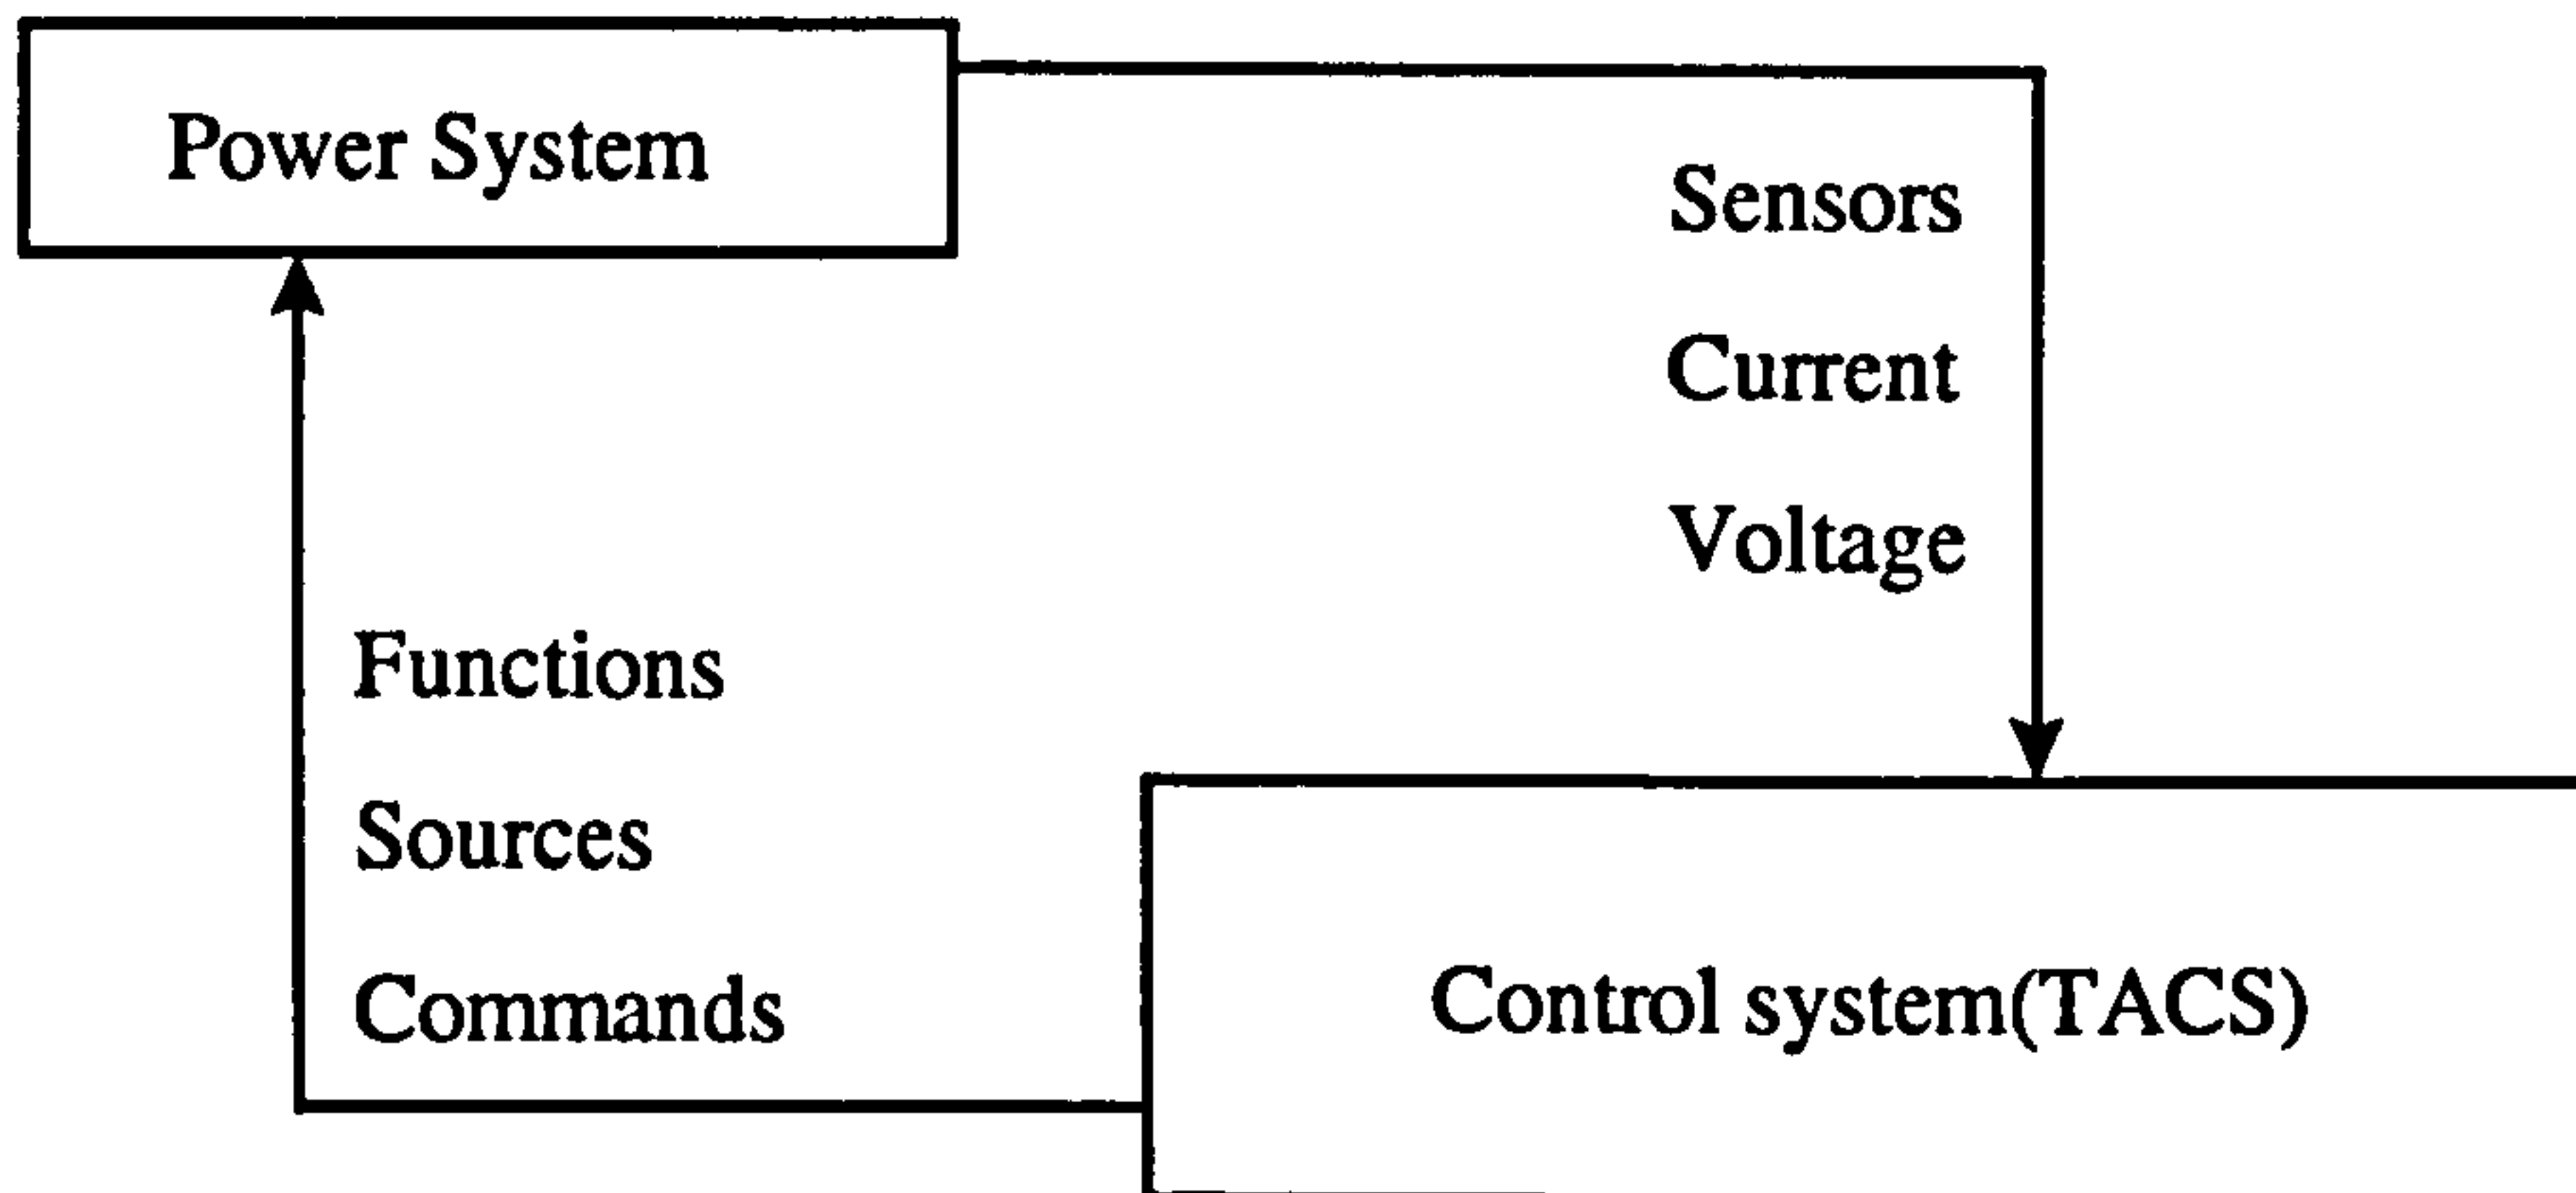 Power System
Sensors
Current
Voltage
Functions
Sources
Commands
Control system(TACS)